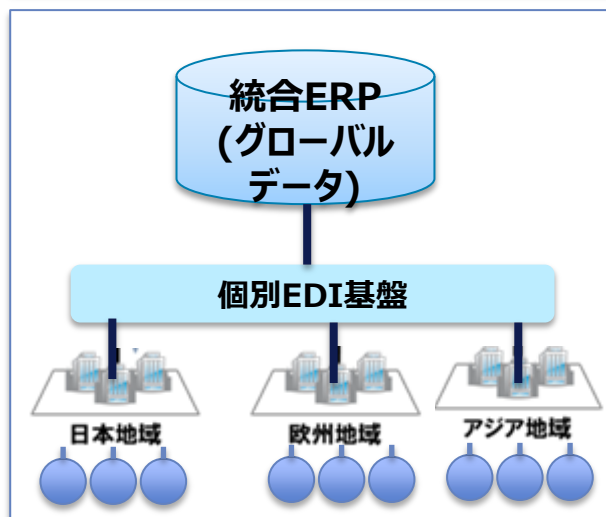 統合ERP
(グローバル
データ)
個別EDI基盤
日本地域
欧州地域
アジア地域